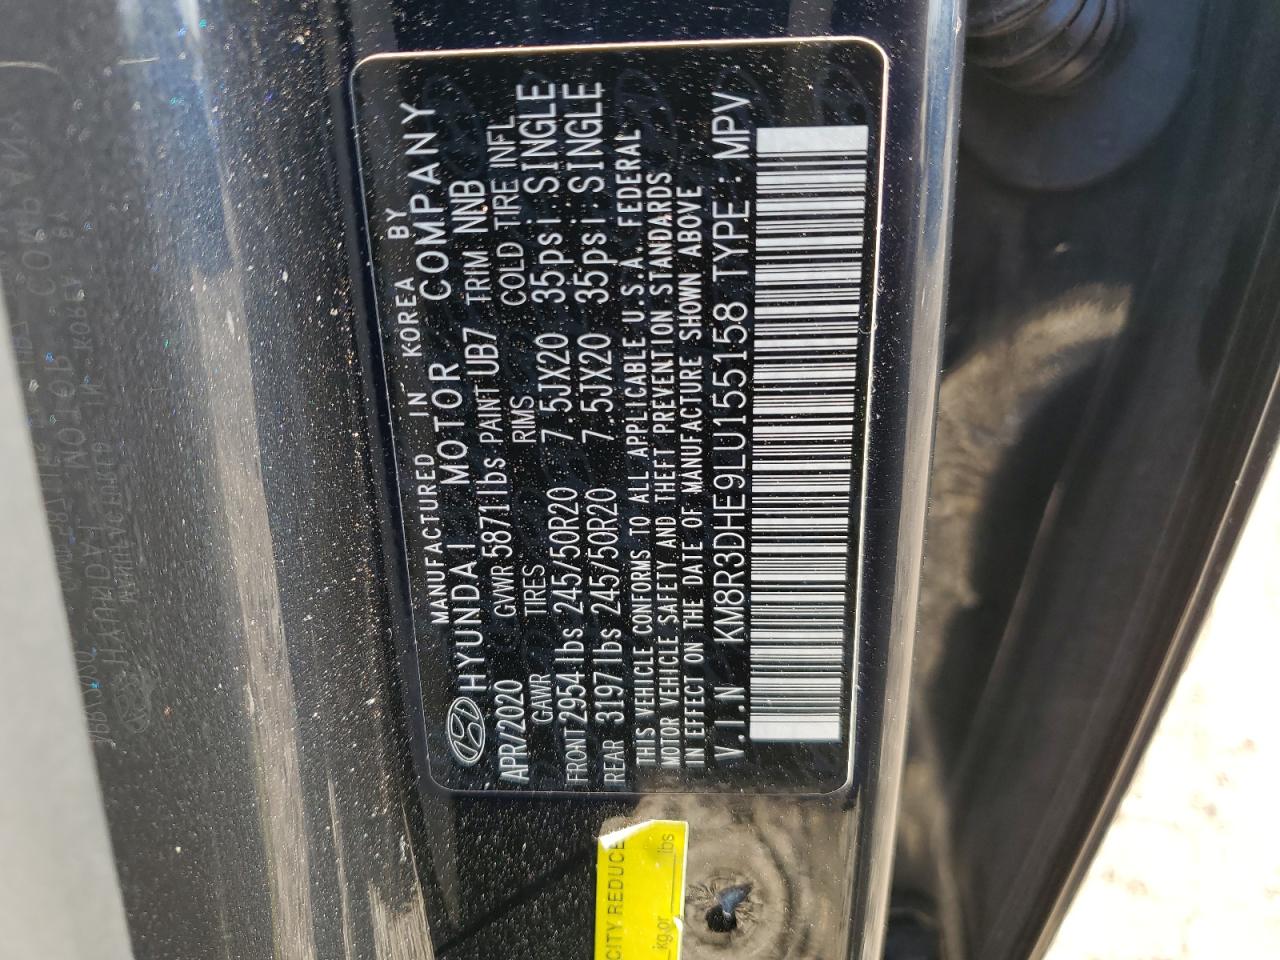 MANUFACTURED IN KOREA BY
HYUNDAI MOTOR COMPANY
APR/2020 GVWR 5871lbs PAINT UB7 TRIM NNB
GAWR TIRES RIMS COLD TIRE INFL
FRONT 2954lbs 245/50R20 7.5JX20 35psi:SINGLE
REAR 3197lbs 245/50R20 7.5JX20 35psi:SINGLE
THIS VEHICLE CONFORMS TO ALL APPLICABLE U.S.A. FEDERAL
MOTOR VEHICLE SAFETY AND THEFT PREVENTION STANDARDS
IN EFFECT ON THE DATE OF MANUFACTURE SHOWN ABOVE
V.I.N KM8R3DHE9LU155158 TYPE:MPV
CITY REDUCE
kg or lbs